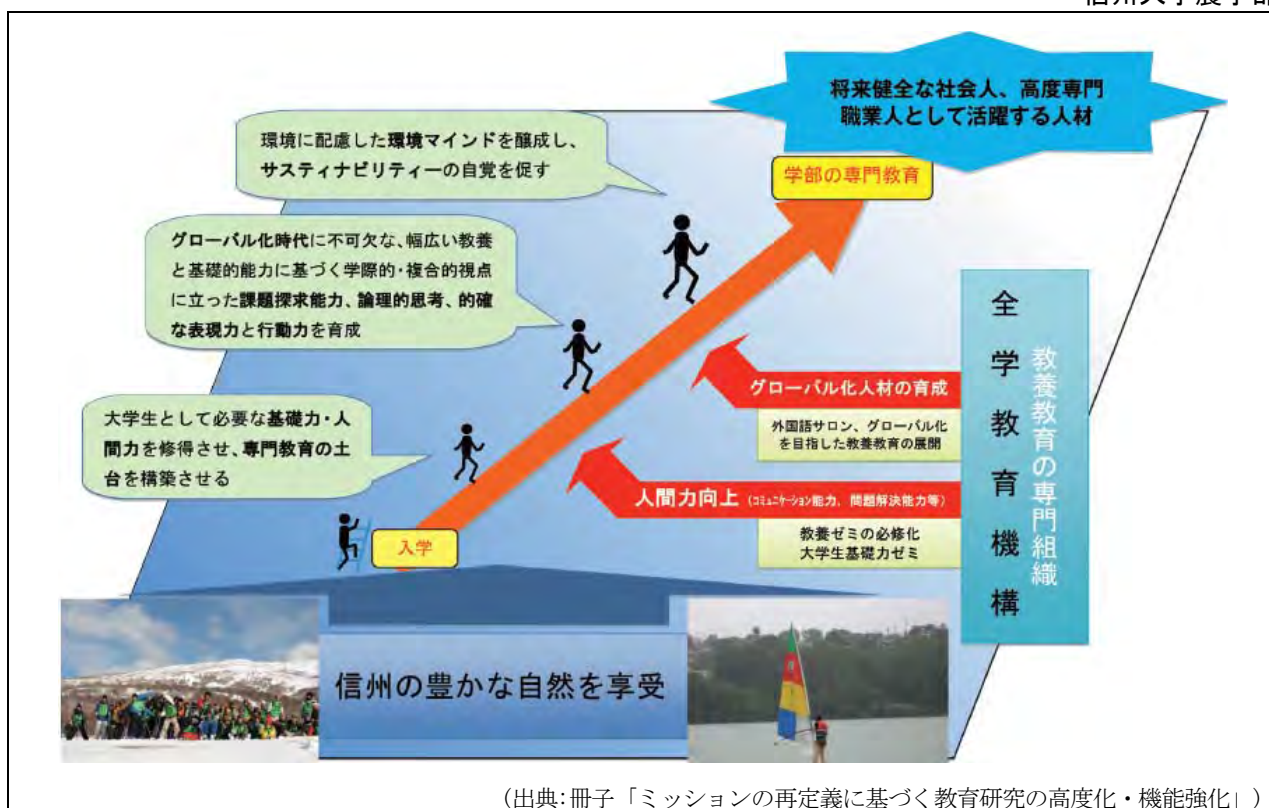 信州大学農学部
将来健全な社会人、高度専門
職業人として活躍する人材
環境に配慮した環境マインドを醸成し、
サスティナビリティーの自覚を促す
学部の専門教育
グローバル化時代に不可欠な、幅広い教養
と基礎的能力に基づく学際的・複合的視点
に立った課題探求能力、論理的思考、的確
な表現力と行動力を育成
大学生として必要な基礎力・人
間力を修得させ、専門教育の土
台を構築させる
入学
グローバル化人材の育成
外国語サロン、グローバル化
を目指した教養教育の展開
人間力向上（コミュニケーション能力、問題解決能力等）
教養ゼミの必修化
大学生基礎力ゼミ
教養教育の専門組織
全学教育機構
信州の豊かな自然を享受
（出典：冊子「ミッションの再定義に基づく教育研究の高度化・機能強化」）